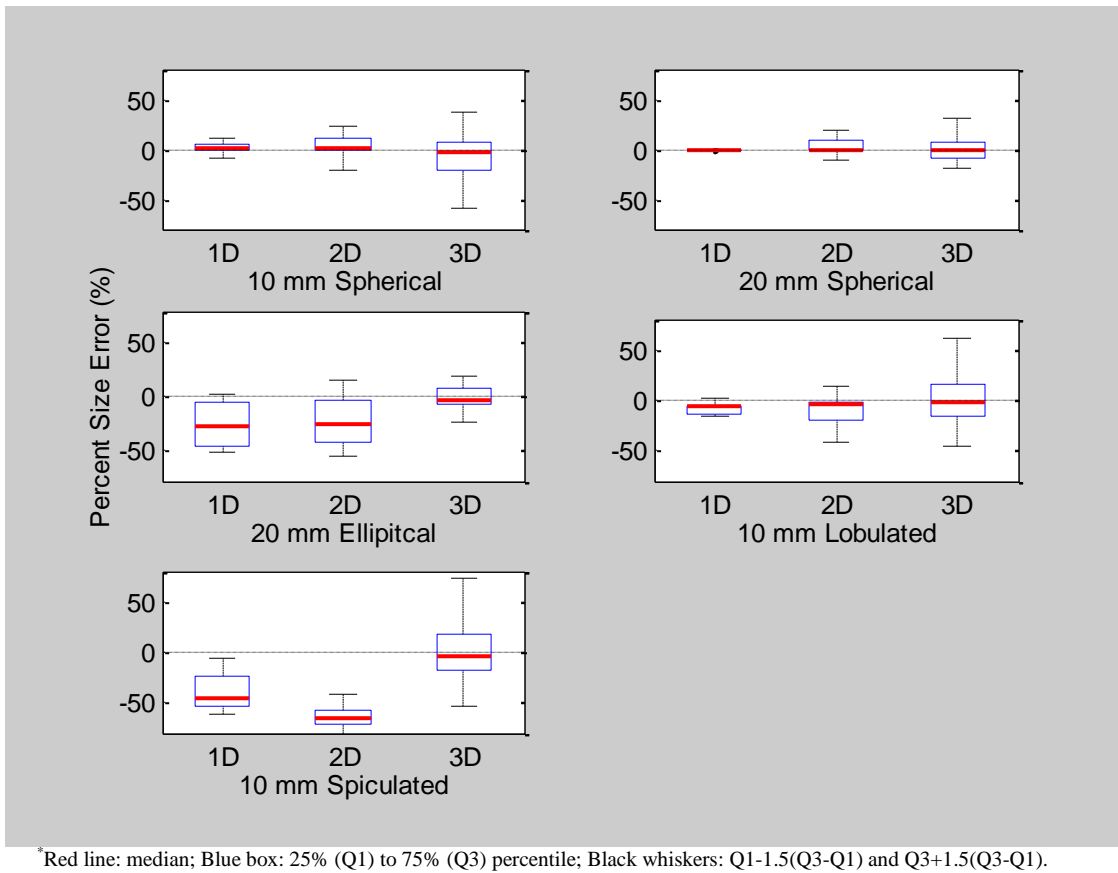 50
0
-50
1D 2D 3D
10 mm Spherical
50
0
-50
1D 2D 3D
20 mm Spherical
Percent Size Error (%)
50
0
-50
1D 2D 3D
20 mm Ellipitcal
50
0
-50
1D 2D 3D
10 mm Lobulated
50
0
-50
1D 2D 3D
10 mm Spiculated
*Red line: median; Blue box: 25% (Q1) to 75% (Q3) percentile; Black whiskers: Q1-1.5(Q3-Q1) and Q3+1.5(Q3-Q1).